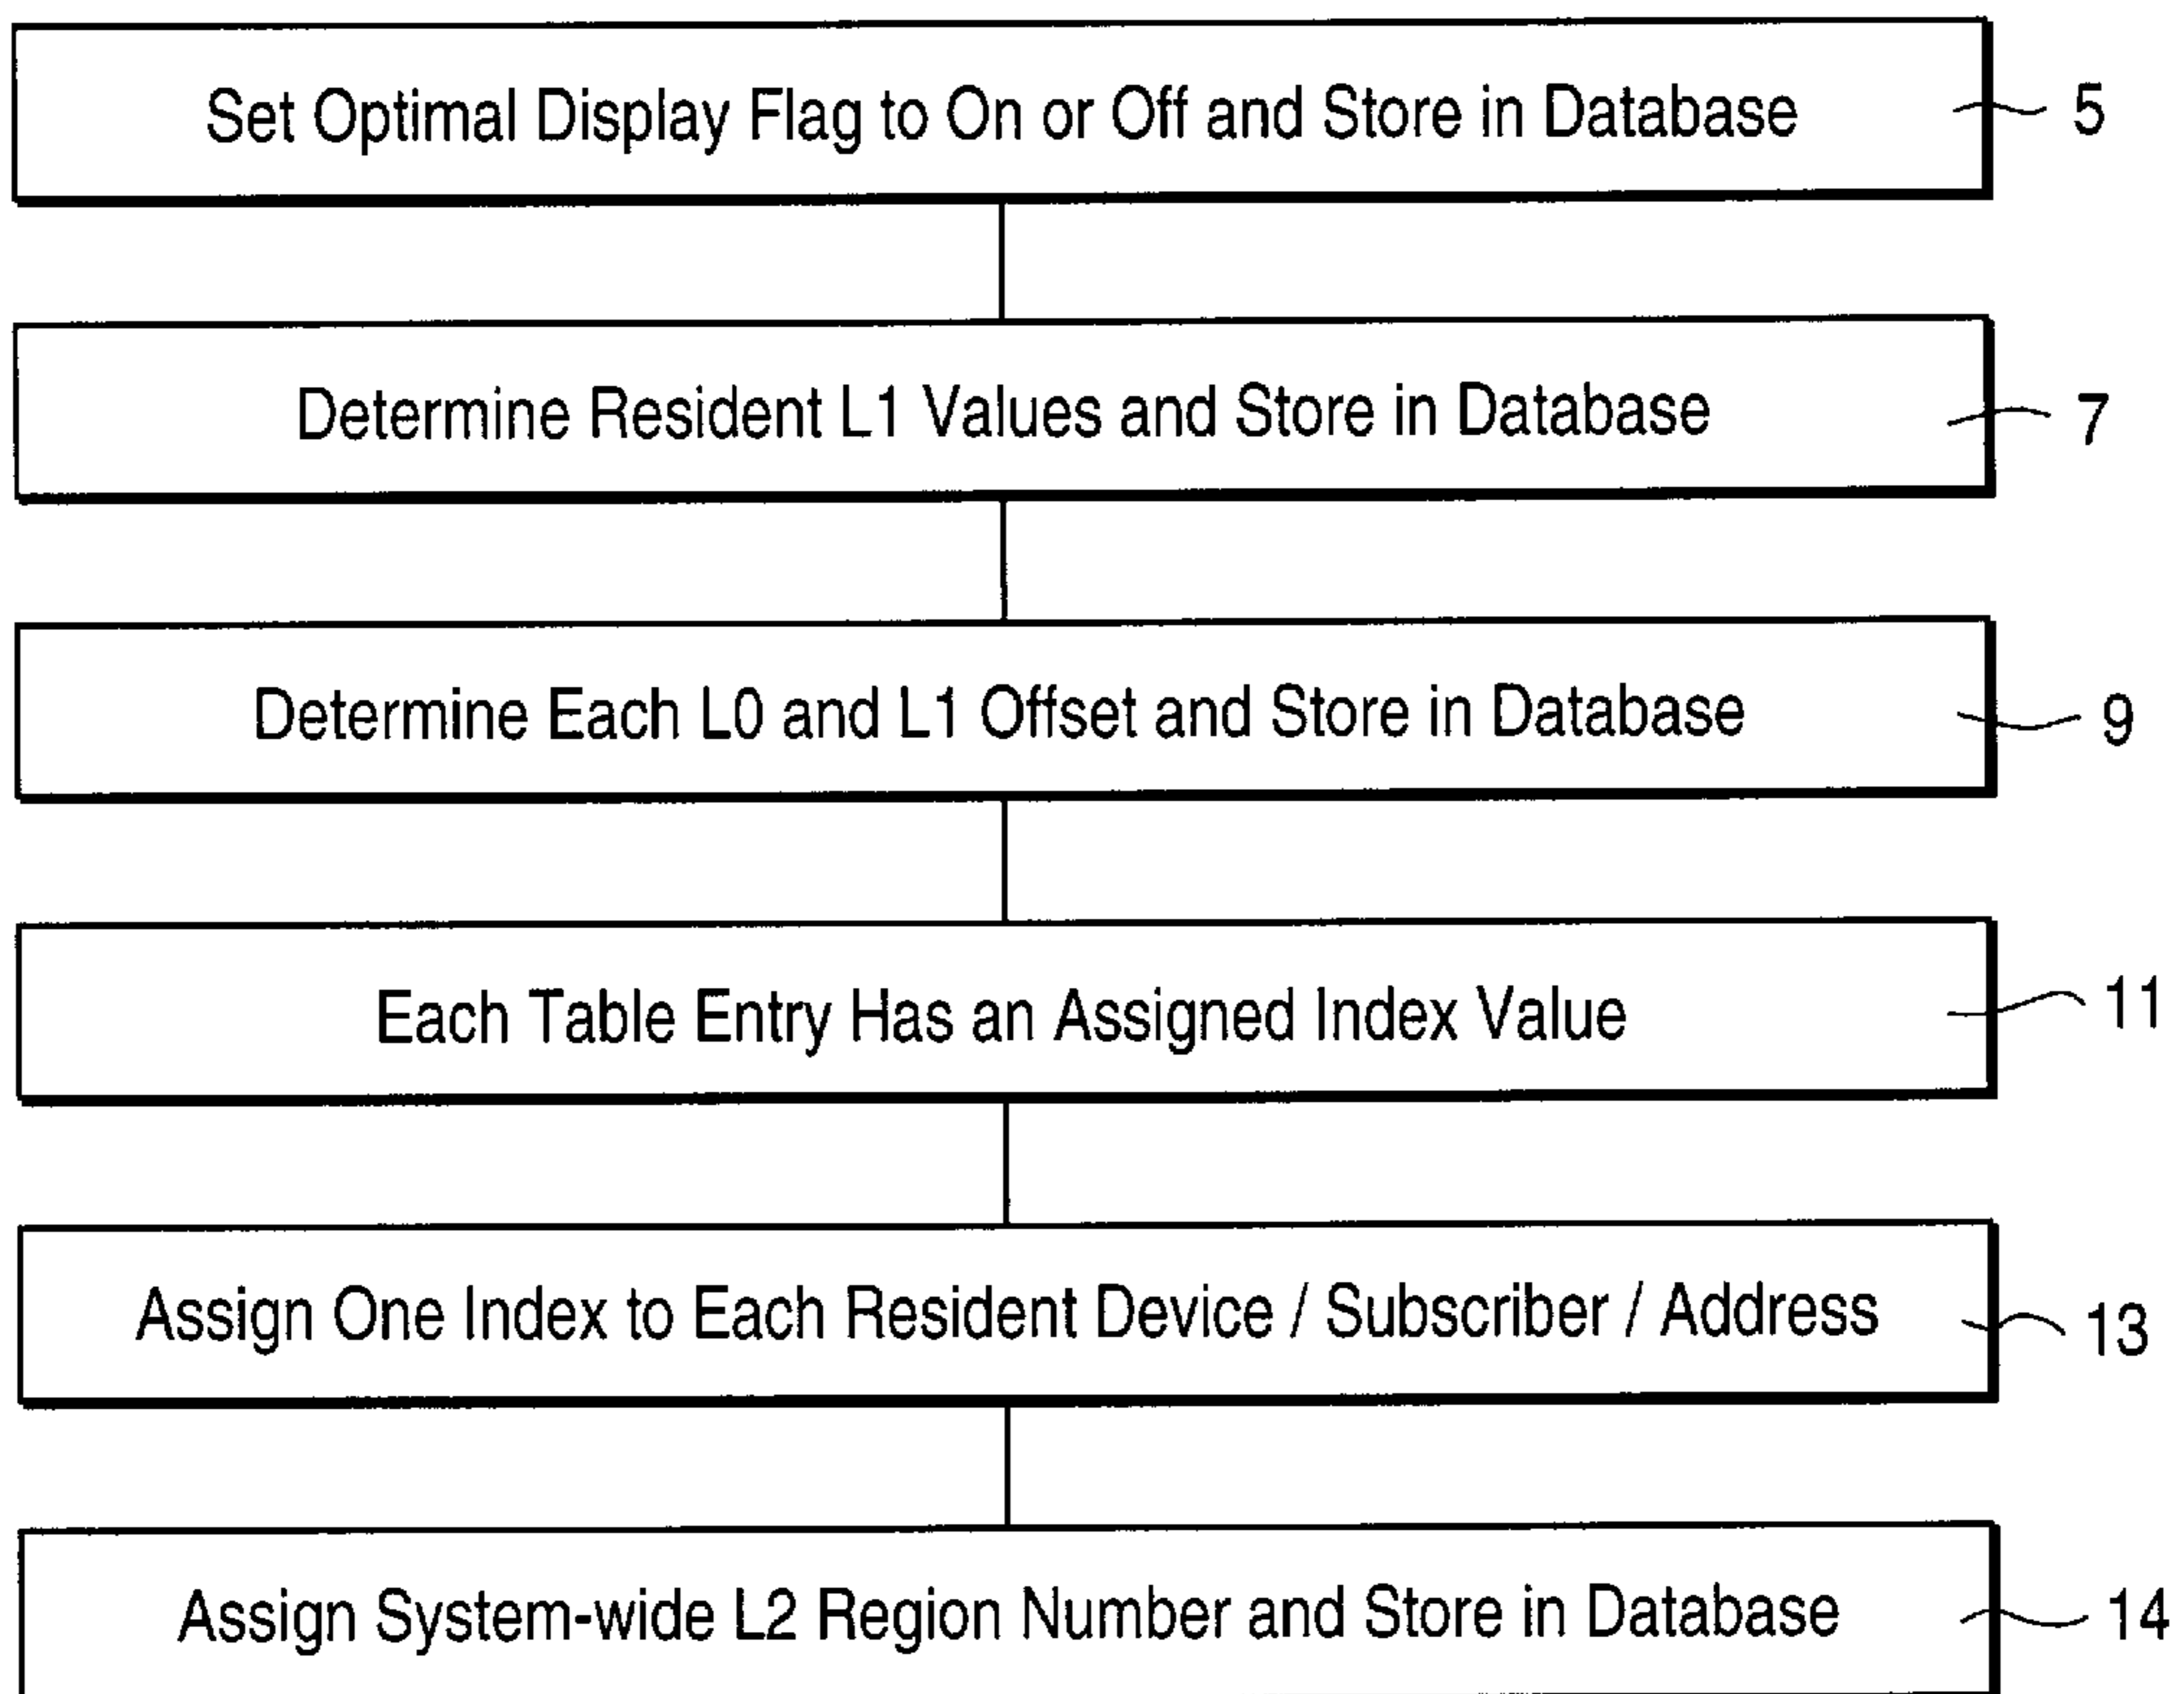 Set Optimal Display Flag to On or Off and Store in Database 5
Determine Resident L1 Values and Store in Database 7
Determine Each L0 and L1 Offset and Store in Database 9
Each Table Entry Has an Assigned Index Value 11
Assign One Index to Each Resident Device / Subscriber / Address 13
Assign System-wide L2 Region Number and Store in Database 14